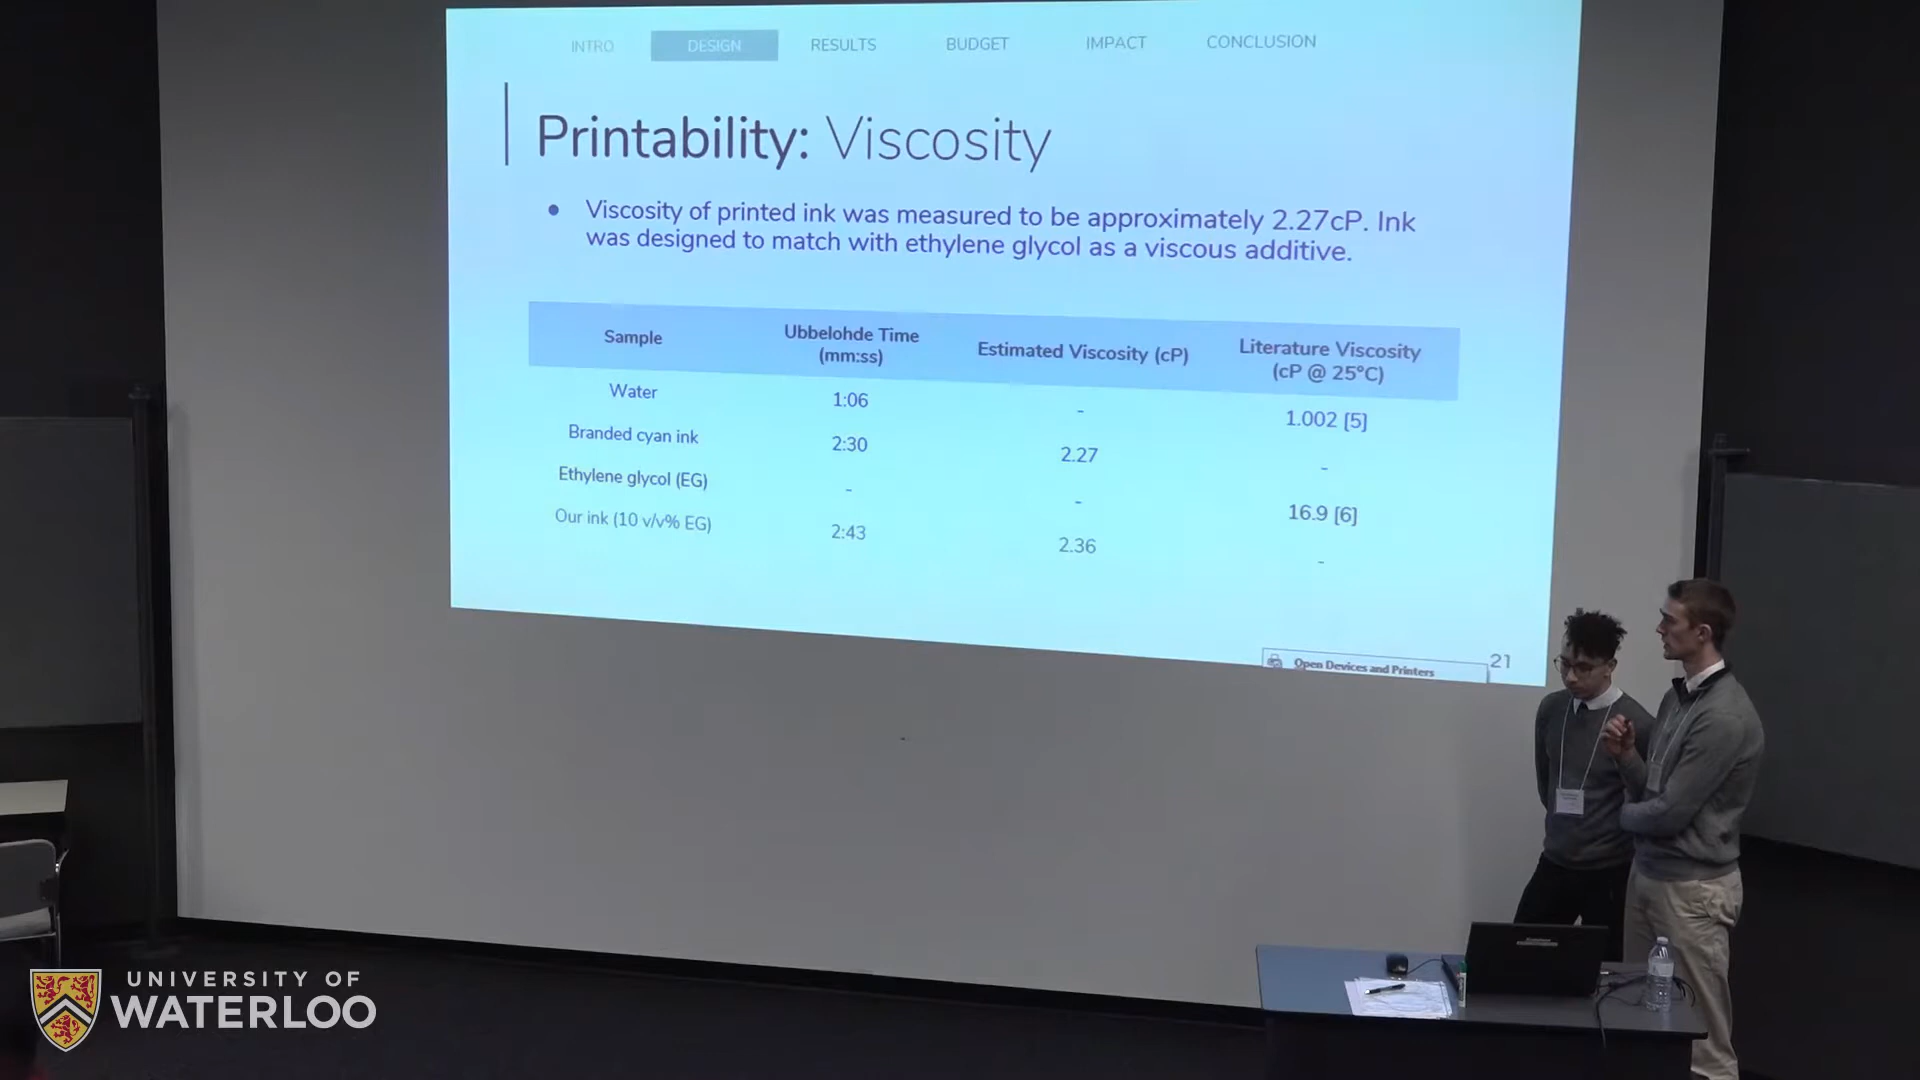 INTRO DESIGN RESULTS BUDGET IMPACT CONCLUSION
Printability: Viscosity
• Viscosity of printed ink was measured to be approximately 2.27cP. Ink
was designed to match with ethylene glycol as a viscous additive.
Sample Ubbelohde Time (mm:ss) Estimated Viscosity (cP) Literature Viscosity (cP @ 25°C)
Water 1:06 - 1.002 [5]
Branded cyan ink 2:30 2.27 -
Ethylene glycol (EG) - - 16.9 [6]
Our ink (10 v/v% EG) 2:43 2.36 -
Open Devices and Printers
21
UNIVERSITY OF
WATERLOO